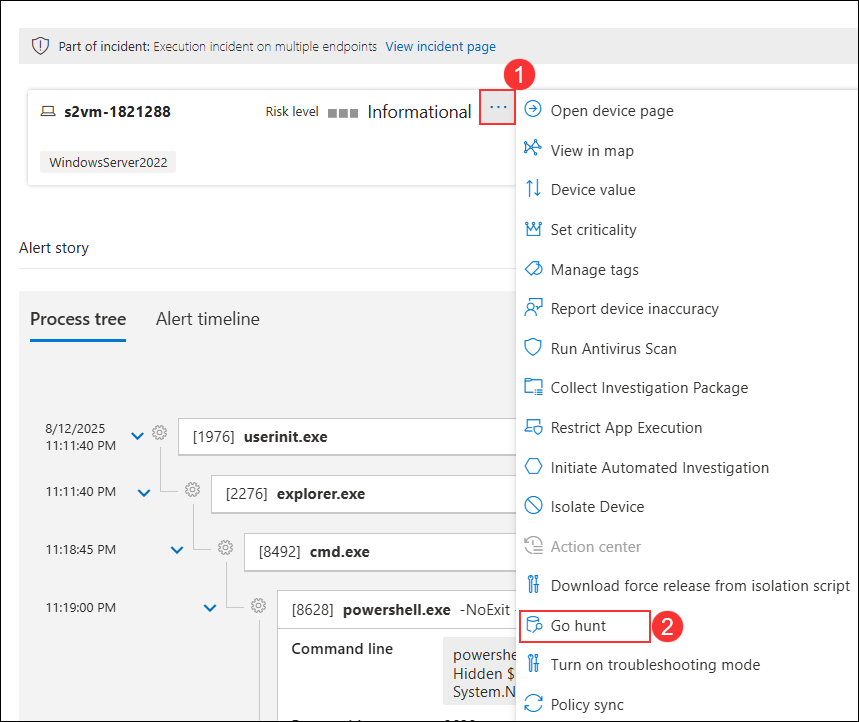 Part of incident: Execution incident on multiple endpoints View incident page
1
s2vm-1821288 Risk level Informational ...
WindowsServer2022
Open device page
View in map
Device value
Set criticality
Manage tags
Report device inaccuracy
Run Antivirus Scan
Collect Investigation Package
Restrict App Execution
Initiate Automated Investigation
Isolate Device
Action center
Download force release from isolation script
Go hunt 2
Turn on troubleshooting mode
Policy sync
Alert story
Process tree Alert timeline
8/12/2025
11:11:40 PM [1976] userinit.exe
11:11:40 PM [2276] explorer.exe
11:18:45 PM [8492] cmd.exe
11:19:00 PM [8628] powershell.exe -NoExit
Command line
powershe
Hidden $
System.N